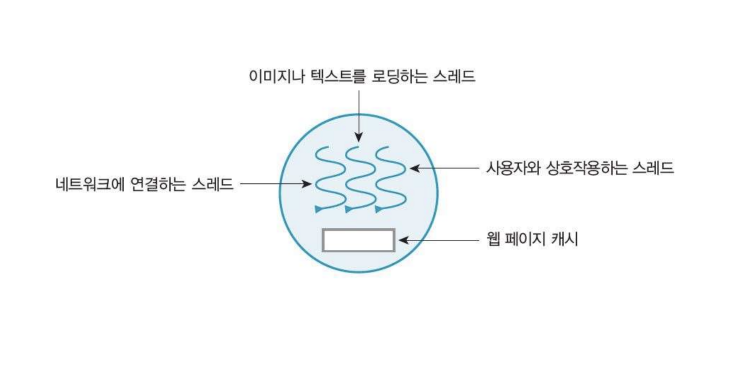 이미지나 텍스트를 로딩하는 스레드
사용자와 상호작용하는 스레드
네트워크에 연결하는 스레드
웹 페이지 캐시